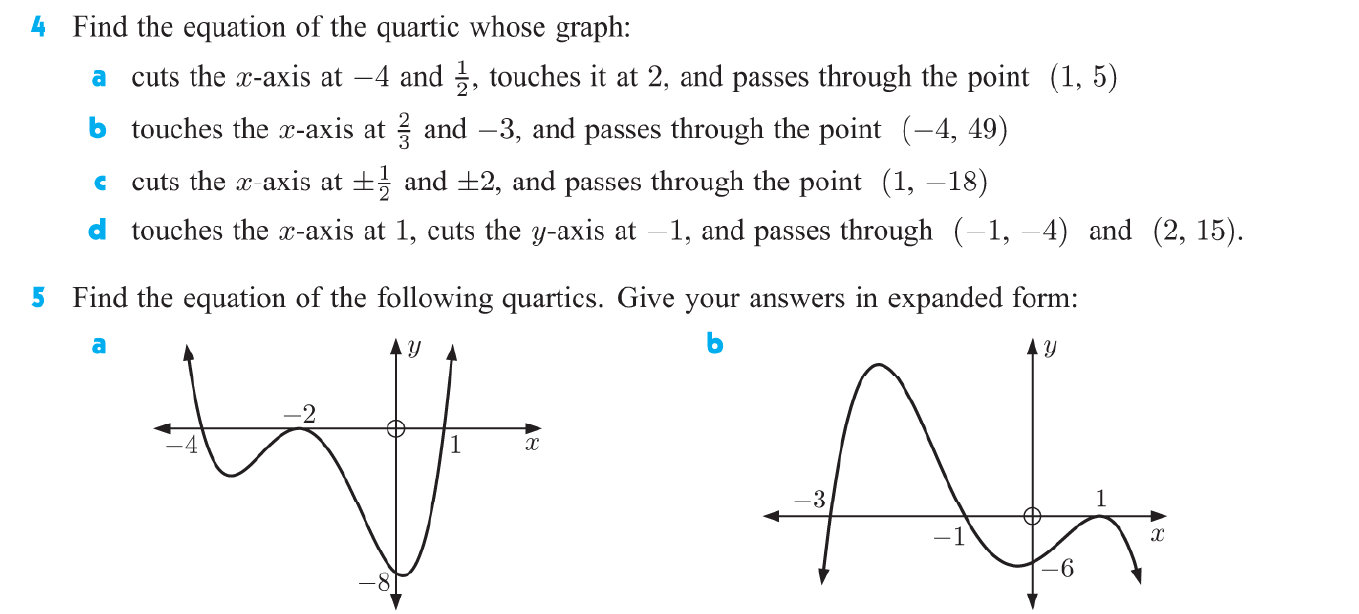 4 Find the equation of the quartic whose graph:
a cuts the x-axis at −4 and 1/2, touches it at 2, and passes through the point (1, 5)
b touches the x-axis at 2/3 and −3, and passes through the point (−4, 49)
c cuts the x-axis at ±1/2 and ±2, and passes through the point (1, −18)
d touches the x-axis at 1, cuts the y-axis at −1, and passes through (−1, −4) and (2, 15).
5 Find the equation of the following quartics. Give your answers in expanded form:
a
y
−2
−4
1
x
−8
b
y
−3
1
−1
x
−6